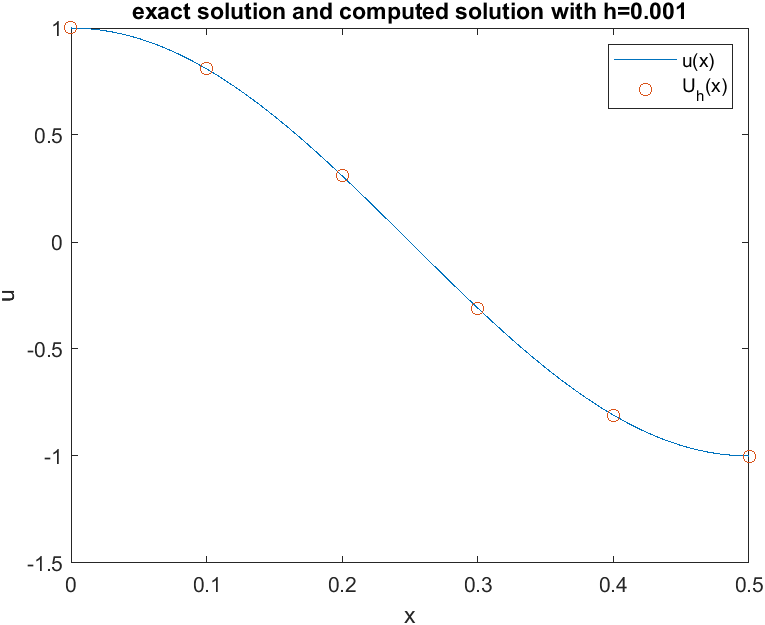 exact solution and computed solution with h=0.001
u(x)
U_h(x)
1
0.5
0
-0.5
-1
-1.5
u
0
0.1
0.2
0.3
0.4
0.5
x